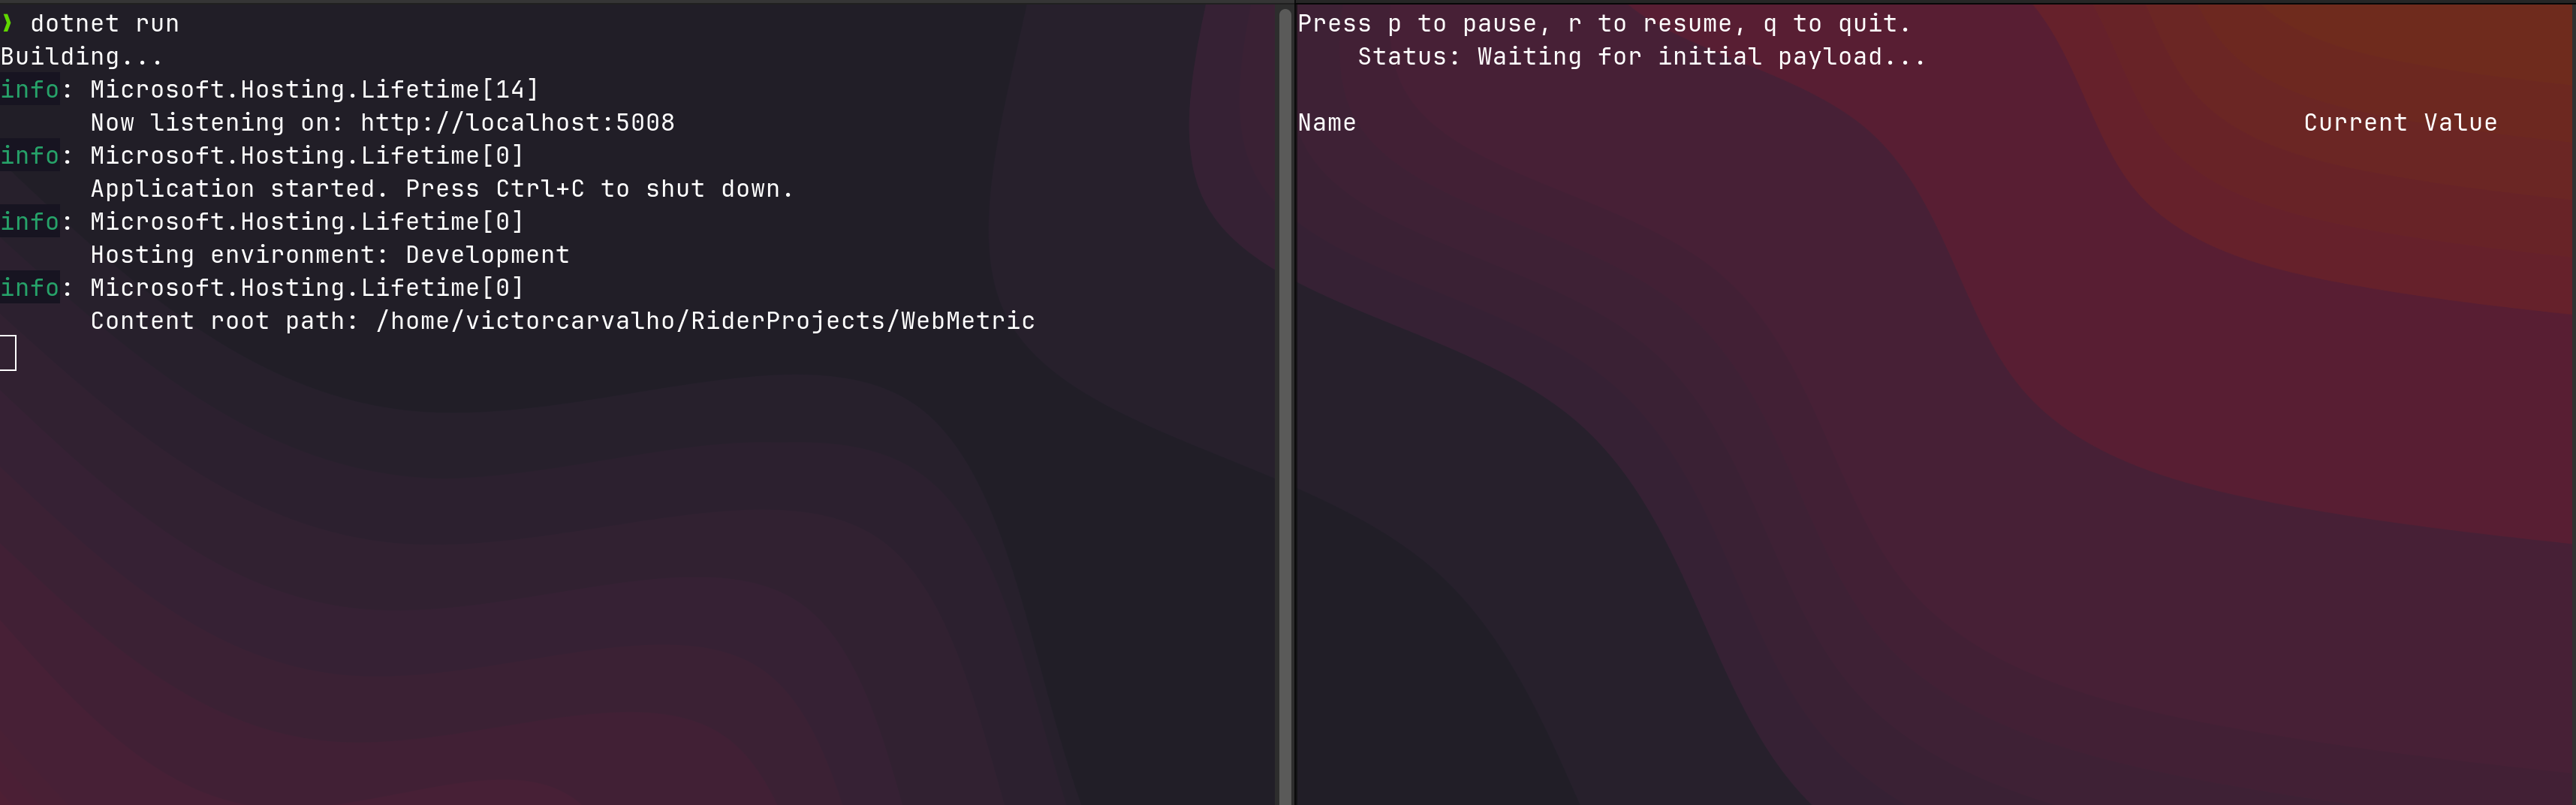 ❯ dotnet run
Building...
info: Microsoft.Hosting.Lifetime[14]
      Now listening on: http://localhost:5008
info: Microsoft.Hosting.Lifetime[0]
      Application started. Press Ctrl+C to shut down.
info: Microsoft.Hosting.Lifetime[0]
      Hosting environment: Development
info: Microsoft.Hosting.Lifetime[0]
      Content root path: /home/victorcarvalho/RiderProjects/WebMetric
Press p to pause, r to resume, q to quit.
    Status: Waiting for initial payload...
Name Current Value